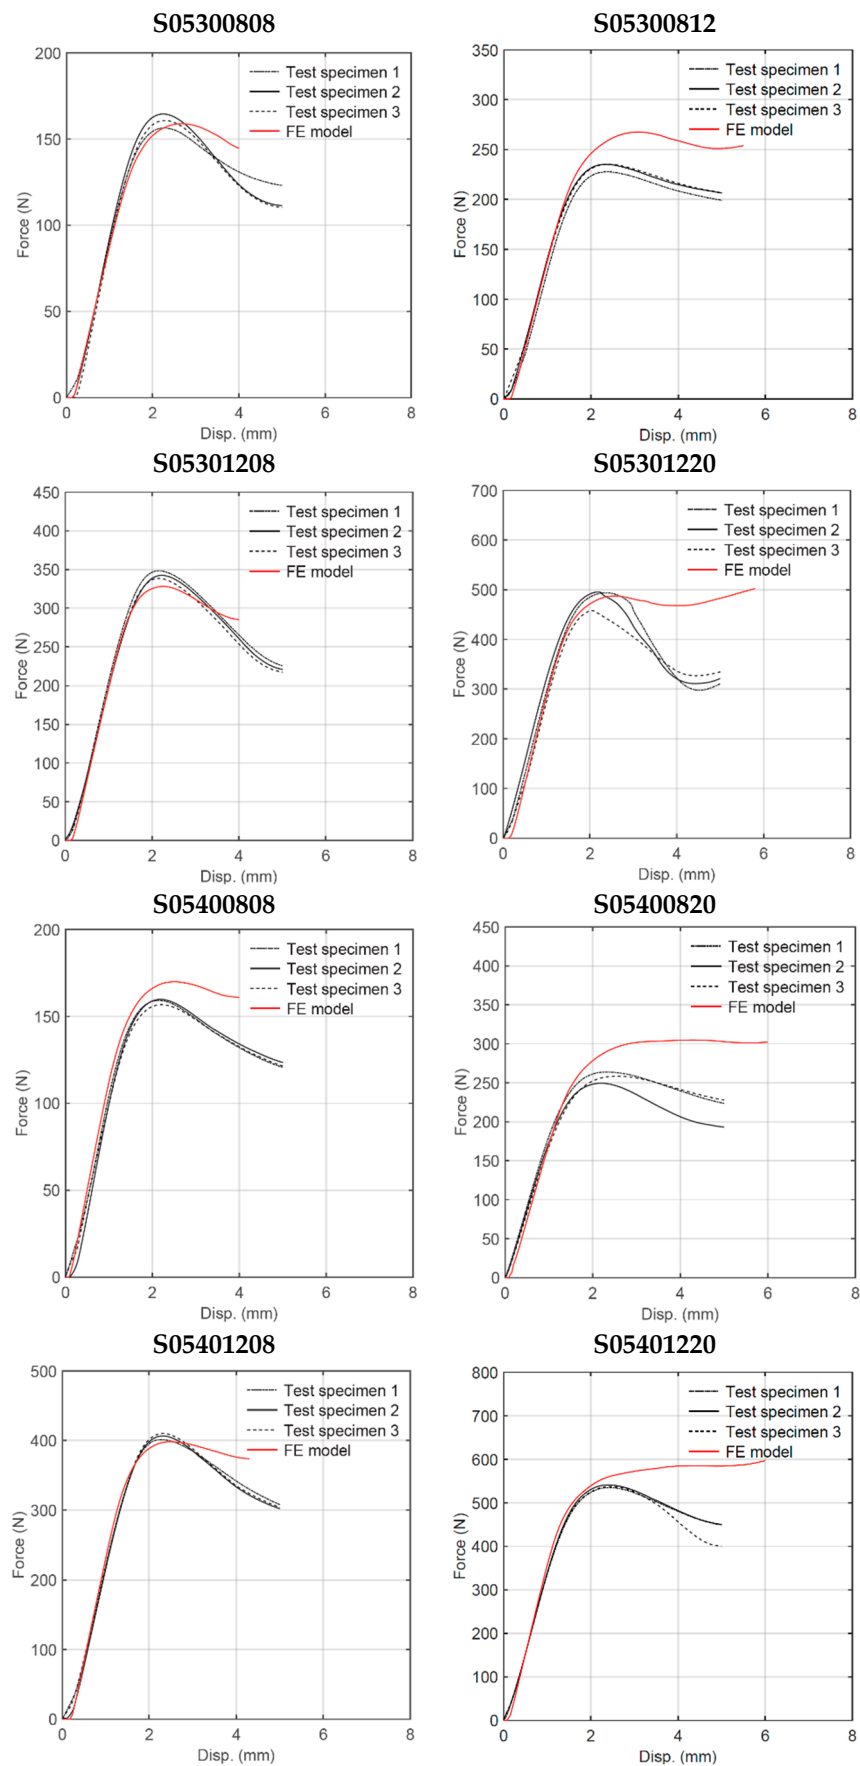 S05300808
200
150
100
50
0
0 2 4 6 8
Force (N)
Disp. (mm)
Test specimen 1
Test specimen 2
Test specimen 3
FE model
S05300812
350
300
250
200
150
100
50
0
0 2 4 6 8
Force (N)
Disp. (mm)
Test specimen 1
Test specimen 2
Test specimen 3
FE model
S05301208
450
400
350
300
250
200
150
100
50
0
0 2 4 6 8
Force (N)
Disp. (mm)
Test specimen 1
Test specimen 2
Test specimen 3
FE model
S05301220
700
600
500
400
300
200
100
0
0 2 4 6 8
Force (N)
Disp. (mm)
Test specimen 1
Test specimen 2
Test specimen 3
FE model
S05400808
200
150
100
50
0
0 2 4 6 8
Force (N)
Disp. (mm)
Test specimen 1
Test specimen 2
Test specimen 3
FE model
S05400820
450
400
350
300
250
200
150
100
50
0
0 2 4 6 8
Force (N)
Disp. (mm)
Test specimen 1
Test specimen 2
Test specimen 3
FE model
S05401208
500
400
300
200
100
0
0 2 4 6 8
Force (N)
Disp. (mm)
Test specimen 1
Test specimen 2
Test specimen 3
FE model
S05401220
800
700
600
500
400
300
200
100
0
0 2 4 6 8
Force (N)
Disp. (mm)
Test specimen 1
Test specimen 2
Test specimen 3
FE model